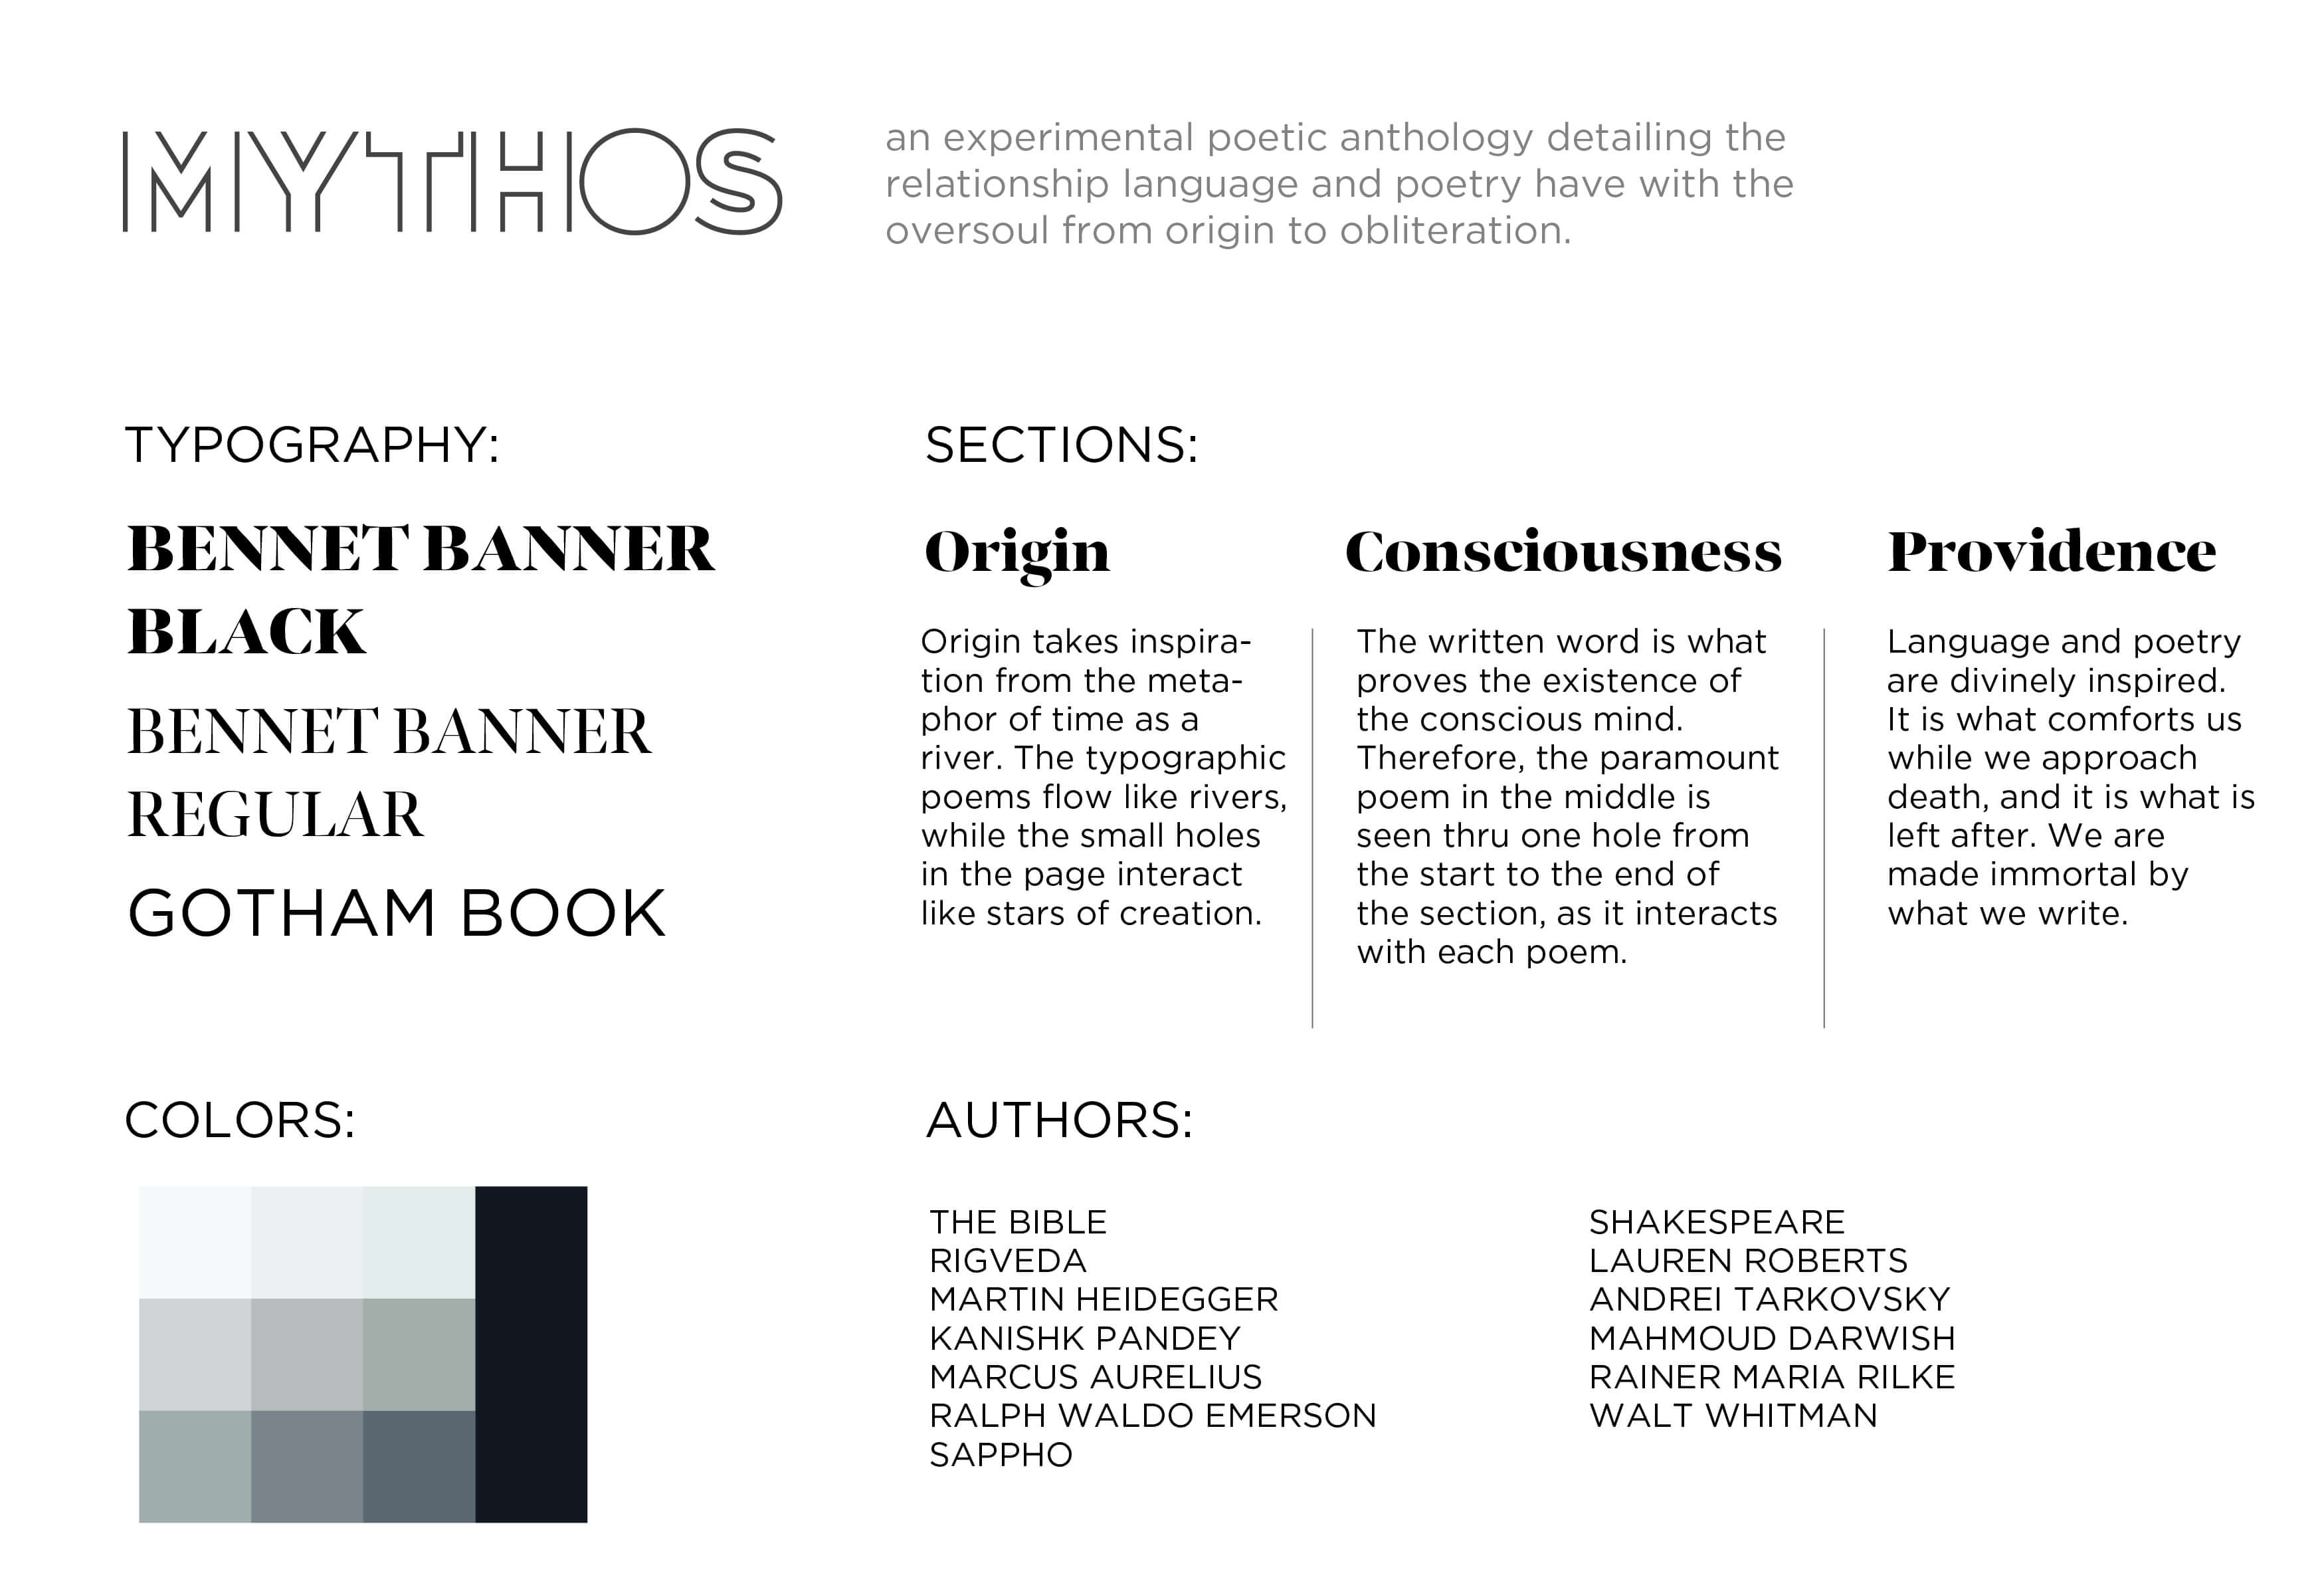 MYTHOS
an experimental poetic anthology detailing the
relationship language and poetry have with the
oversoul from origin to obliteration.
TYPOGRAPHY:
BENNET BANNER
BLACK
BENNET BANNER
REGULAR
GOTHAM BOOK
SECTIONS:
Origin
Origin takes inspira-
tion from the meta-
phor of time as a
river. The typographic
poems flow like rivers,
while the small holes
in the page interact
like stars of creation.
Consciousness
The written word is what
proves the existence of
the conscious mind.
Therefore, the paramount
poem in the middle is
seen thru one hole from
the start to the end of
the section, as it interacts
with each poem.
Providence
Language and poetry
are divinely inspired.
It is what comforts us
while we approach
death, and it is what is
left after. We are
made immortal by
what we write.
COLORS:
AUTHORS:
THE BIBLE
RIGVEDA
MARTIN HEIDEGGER
KANISHK PANDEY
MARCUS AURELIUS
RALPH WALDO EMERSON
SAPPHO
SHAKESPEARE
LAUREN ROBERTS
ANDREI TARKOVSKY
MAHMOUD DARWISH
RAINER MARIA RILKE
WALT WHITMAN